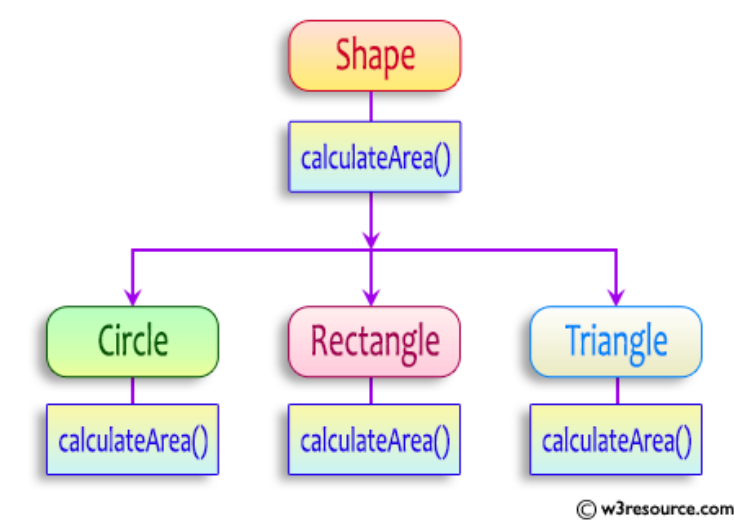 Shape
calculateArea()
Circle
Rectangle
Triangle
calculateArea()
calculateArea()
calculateArea()
© w3resource.com